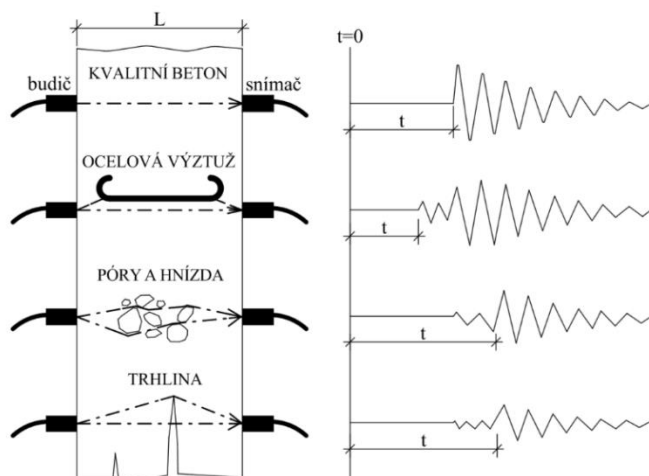 L
t=0
budič
KVALITNÍ BETON
snímač
t
OCELOVÁ VÝZTUŽ
t
PÓRY A HNÍZDA
t
TRHLINA
t